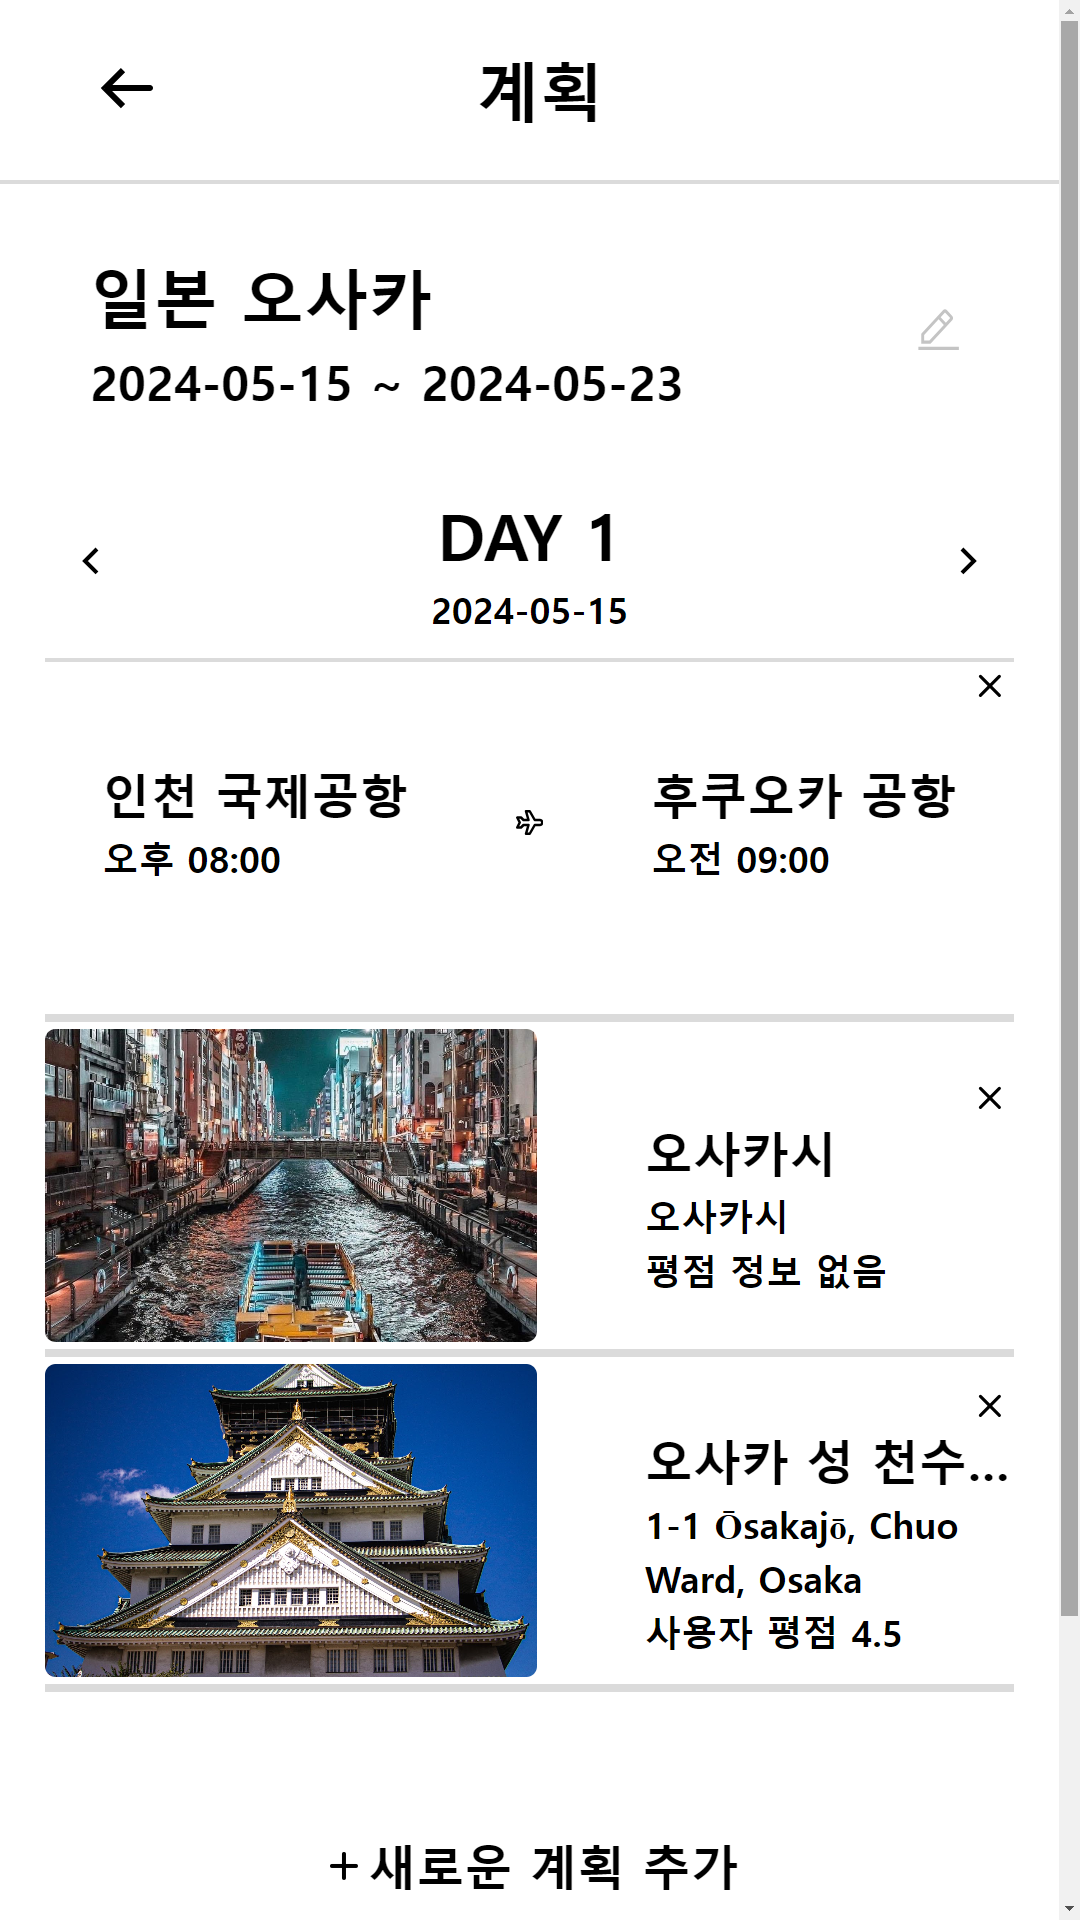 계획
일본 오사카
2024-05-15 ~ 2024-05-23
DAY 1
2024-05-15
인천 국제공항
오후 08:00
후쿠오카 공항
오전 09:00
오사카시
오사카시
평점 정보 없음
오사카 성 천수...
1-1 Ōsakajō, Chuo
Ward, Osaka
사용자 평점 4.5
+새로운 계획 추가